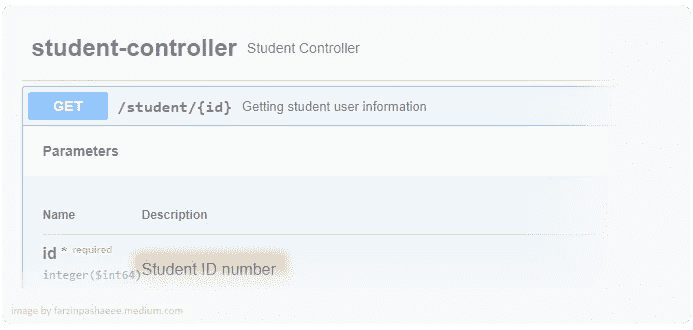 student-controller Student Controller
GET /student/{id} Getting student user information
Parameters
Name Description
id * required
integer($int64) Student ID number
image by farzinpashaeee.medium.com